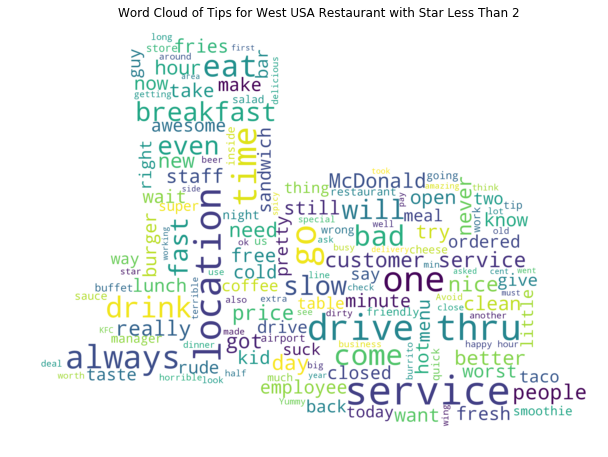 Word Cloud of Tips for West USA Restaurant with Star Less Than 2
long
around
first
guy
store
fries
bar
area
hour
eat
delicious
now
take
make
getting
salad
breakfast
awesome
beer
time
inside
sandwich
right
even
new
staff
side
spicy
working
wait
super
night
need
thing
McDonald
took
amazing
going
think
restaurant
still
will
pay
open
never
two
work
lot
old
tip
special
meal
know
burger
fast
location
go
pretty
wrong
well
bad
try
ordered
ok
us
free
ask
busy
delivery
cheese
way
star
use
cold
line
customer service
min
asked
cent
went
buffet
lunch
terrible
coffee
say
nice
give
check
slow
one
Avoid
must
sauce
also
extra
see
table
minute
clean
drink
price
dirty
friendly
hot
menu
close
another
little
KFC
made
drive
airport
drive thru
happy hour
manager
really
got
business
quick
dinner
suck
come
better
always
kid
day
big
closed
burrito
worst
taco
deal
rude
taste
horrible
look
half
much
year
employee
service
people
worth
Yummy
back
today
want
wing
fresh
smoothie